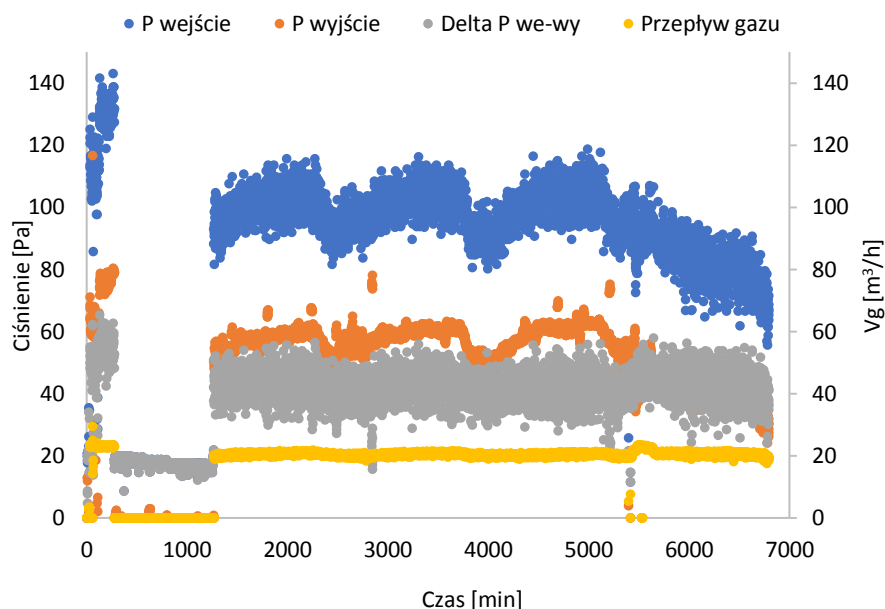 P wejście P wyjście Delta P we-wy Przepływ gazu
140 140
120 120
100 100
80 80
60 60
40 40
20 20
0 0
Ciśnienie [Pa]
Vg [m³/h]
0 1000 2000 3000 4000 5000 6000 7000
Czas [min]